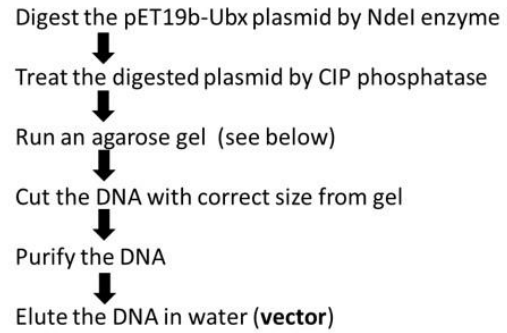 Digest the pET19b-Ubx plasmid by NdeI enzyme
Treat the digested plasmid by CIP phosphatase
Run an agarose gel (see below)
Cut the DNA with correct size from gel
Purify the DNA
Elute the DNA in water (vector)